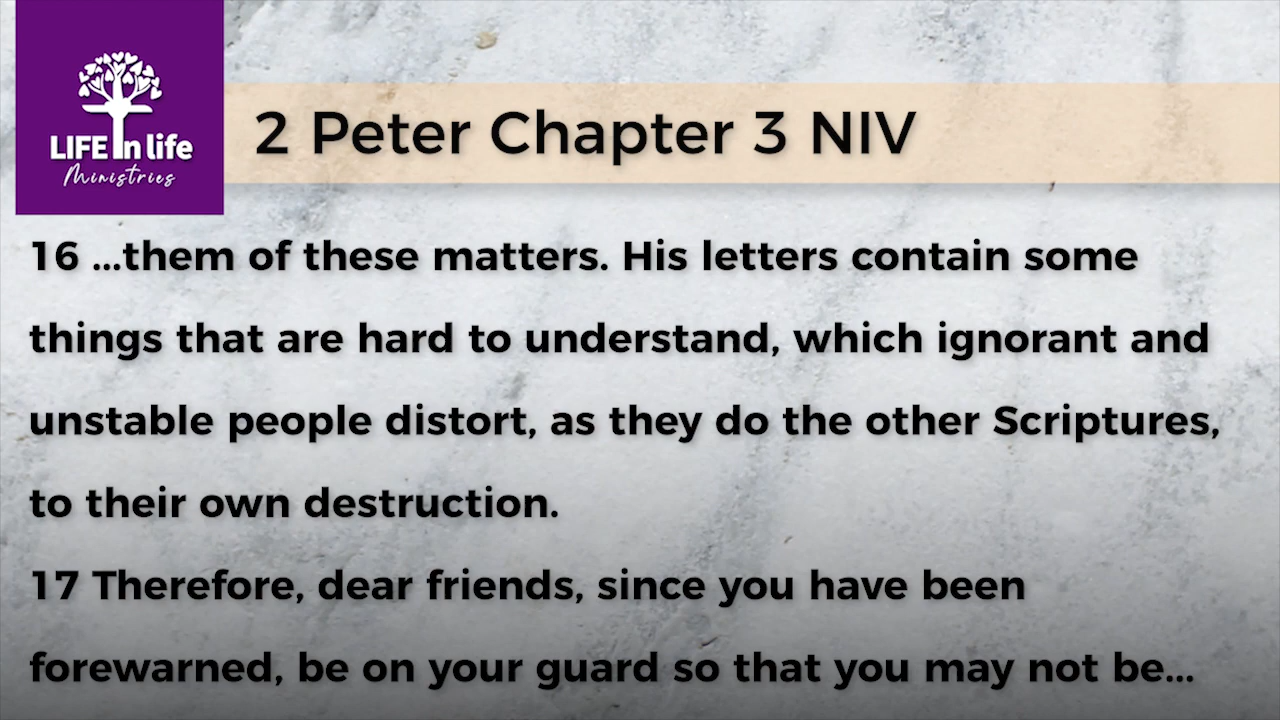 LIFE in life
Ministries
2 Peter Chapter 3 NIV
16 ...them of these matters. His letters contain some
things that are hard to understand, which ignorant and
unstable people distort, as they do the other Scriptures,
to their own destruction.
17 Therefore, dear friends, since you have been
forewarned, be on your guard so that you may not be...